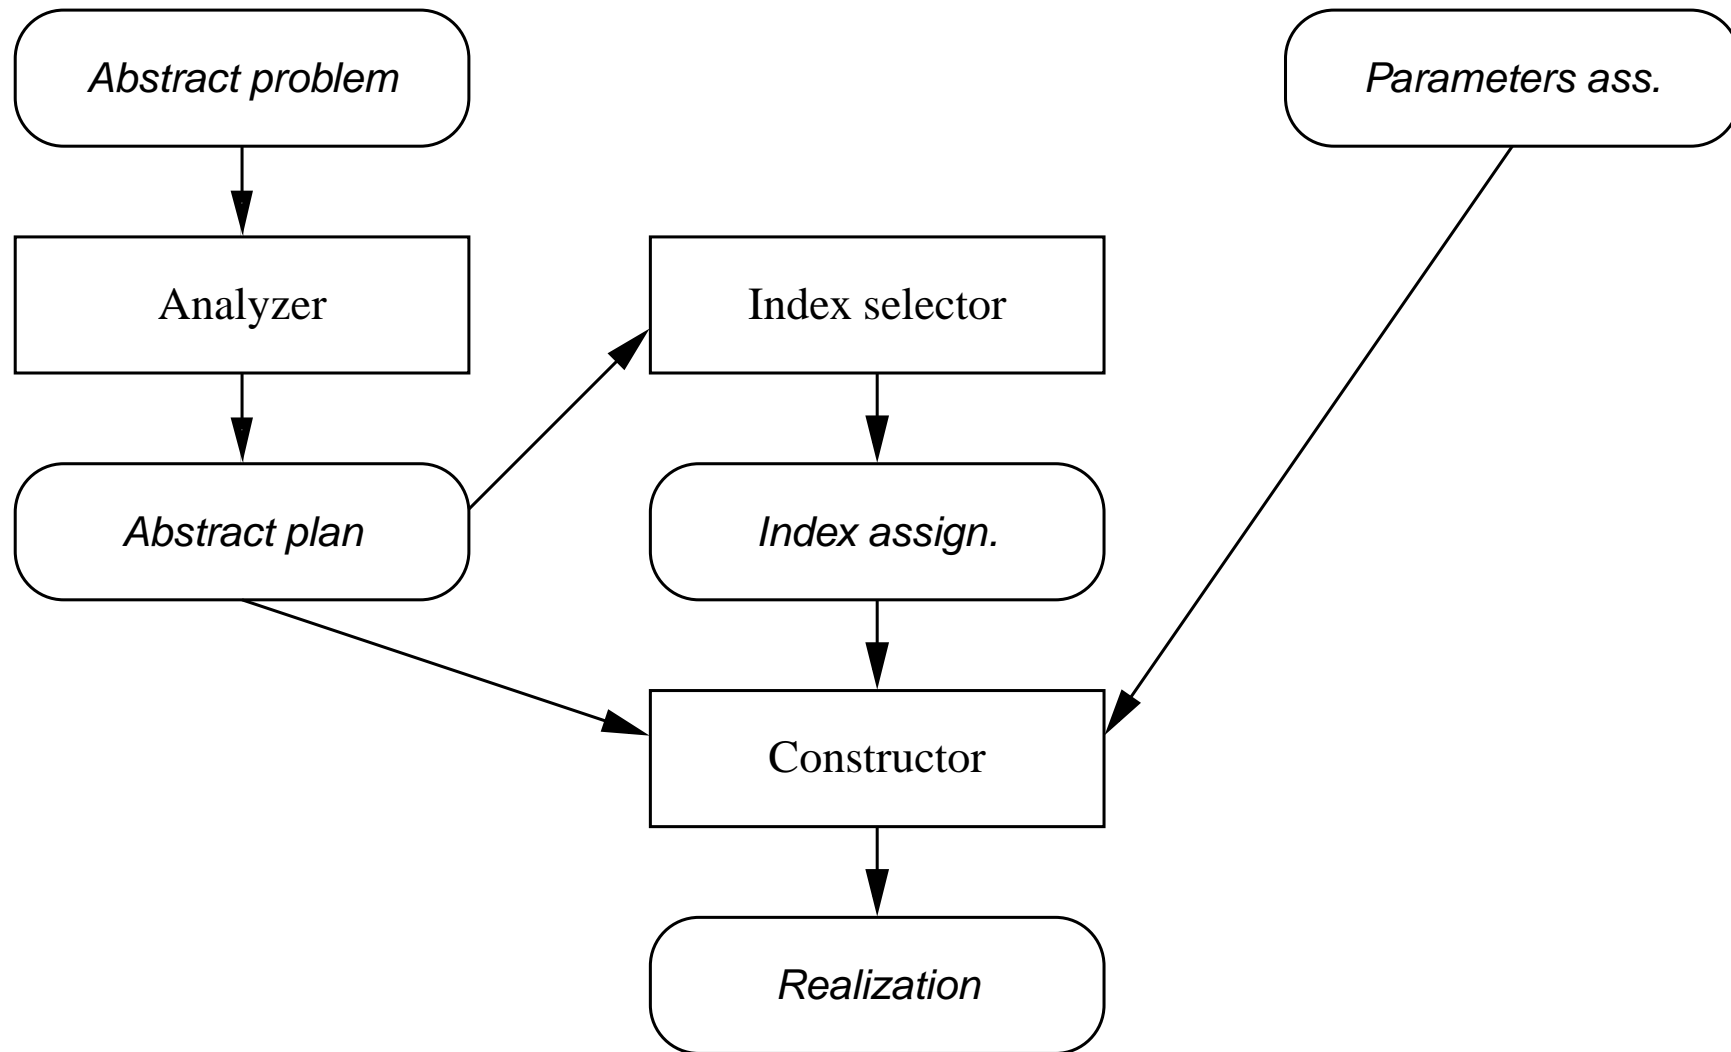 Abstract problem
Parameters ass.
Analyzer
Index selector
Abstract plan
Index assign.
Constructor
Realization